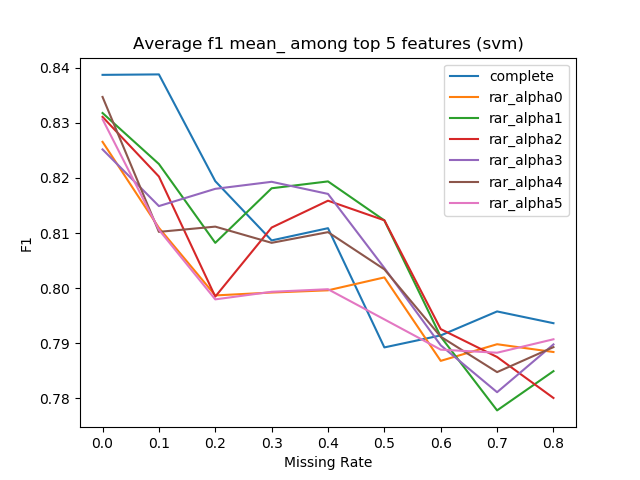 Average f1 mean_ among top 5 features (svm)
F1
0.84
0.83
0.82
0.81
0.80
0.79
0.78
complete
rar_alpha0
rar_alpha1
rar_alpha2
rar_alpha3
rar_alpha4
rar_alpha5
0.0 0.1 0.2 0.3 0.4 0.5 0.6 0.7 0.8
Missing Rate